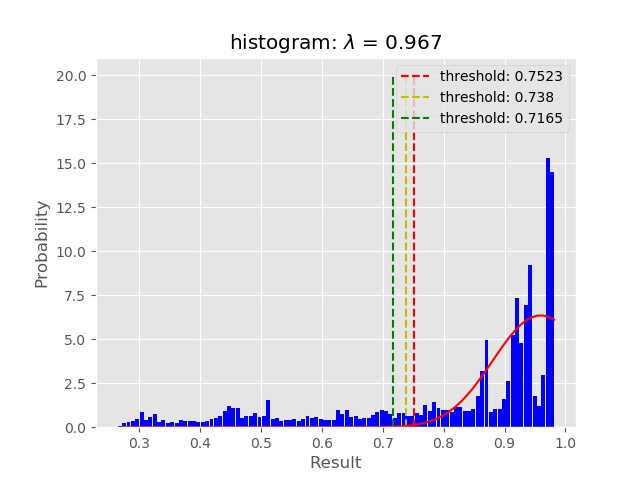 histogram: λ = 0.967
threshold: 0.7523
threshold: 0.738
threshold: 0.7165
20.0
17.5
15.0
12.5
10.0
7.5
5.0
2.5
0.0
Probability
0.3 0.4 0.5 0.6 0.7 0.8 0.9 1.0
Result